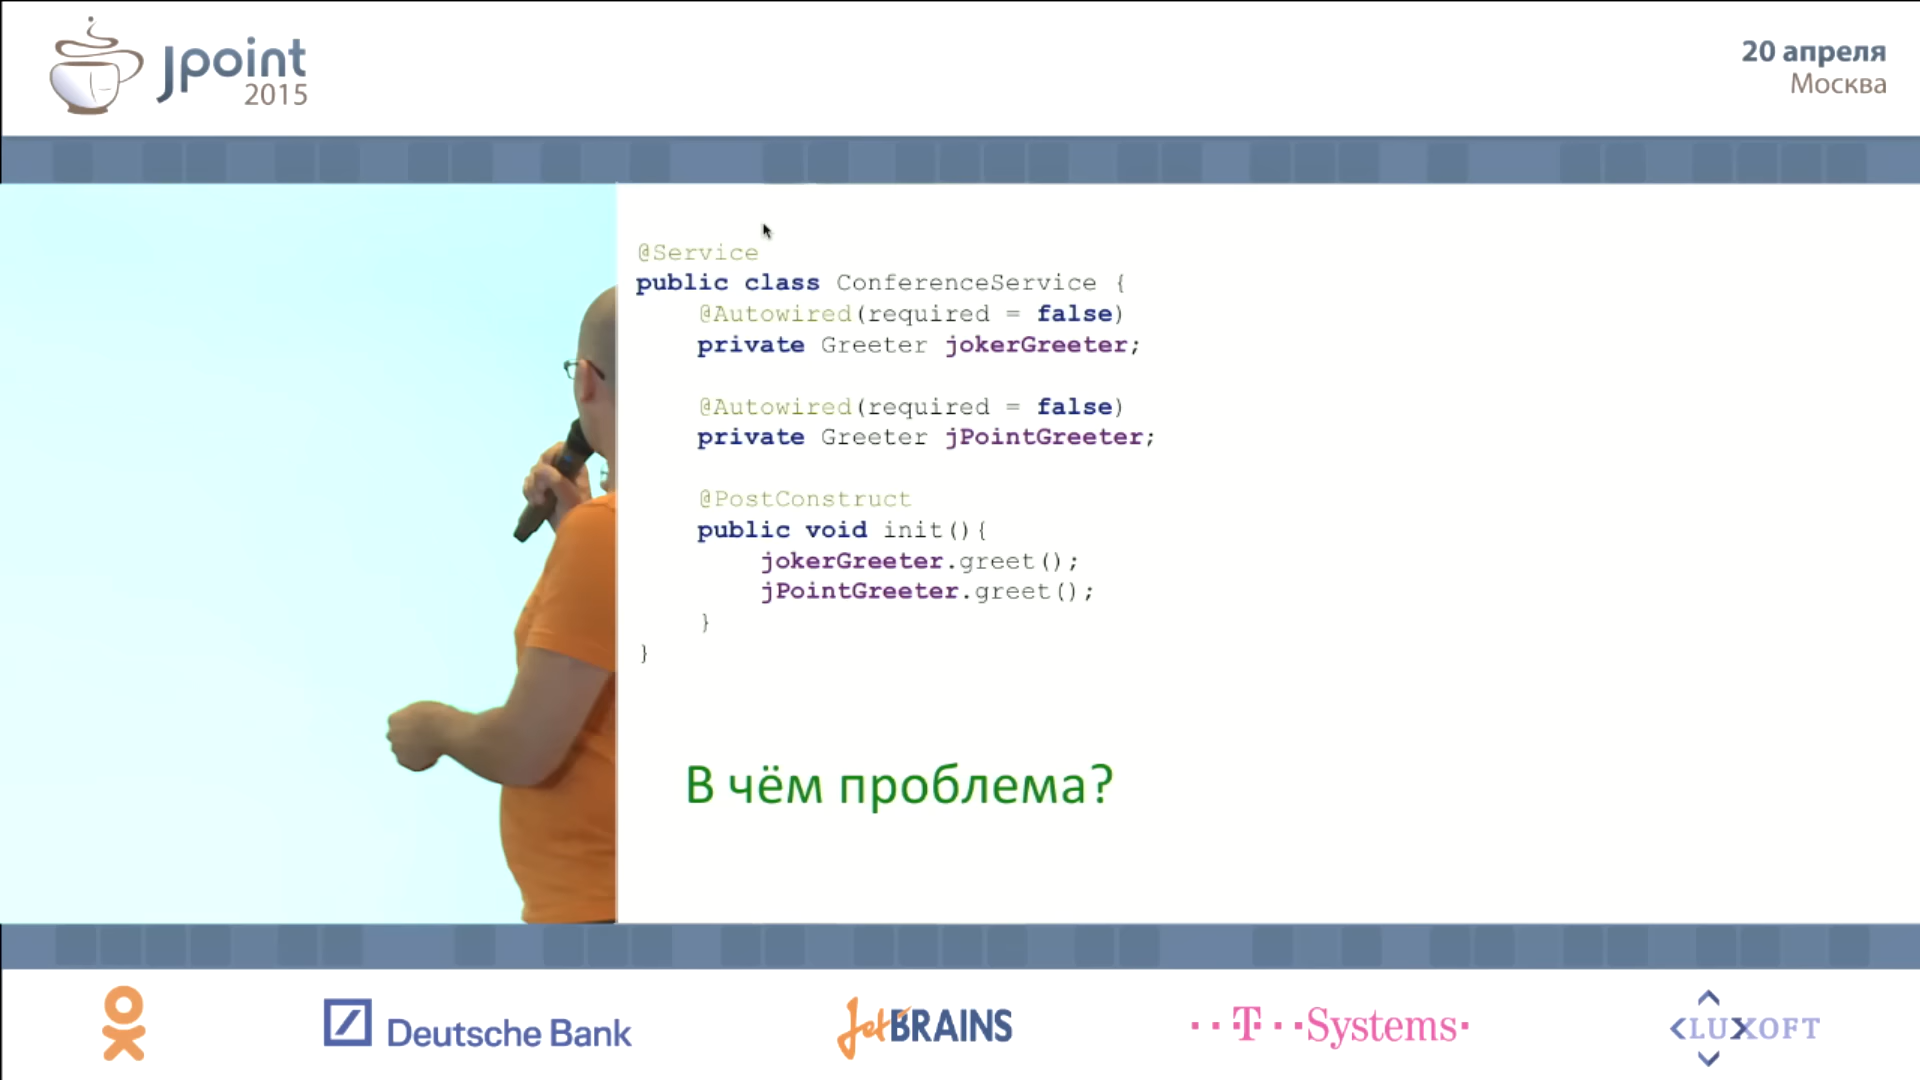 Jpoint
2015
20 апреля
Москва
@Service
public class ConferenceService {
@Autowired(required = false)
private Greeter jokerGreeter;
@Autowired(required = false)
private Greeter jPointGreeter;
@PostConstruct
public void init(){
jokerGreeter.greet();
jPointGreeter.greet();
}
}
В чём проблема?
Deutsche Bank
JetBRAINS
··T··Systems·
LUXOFT